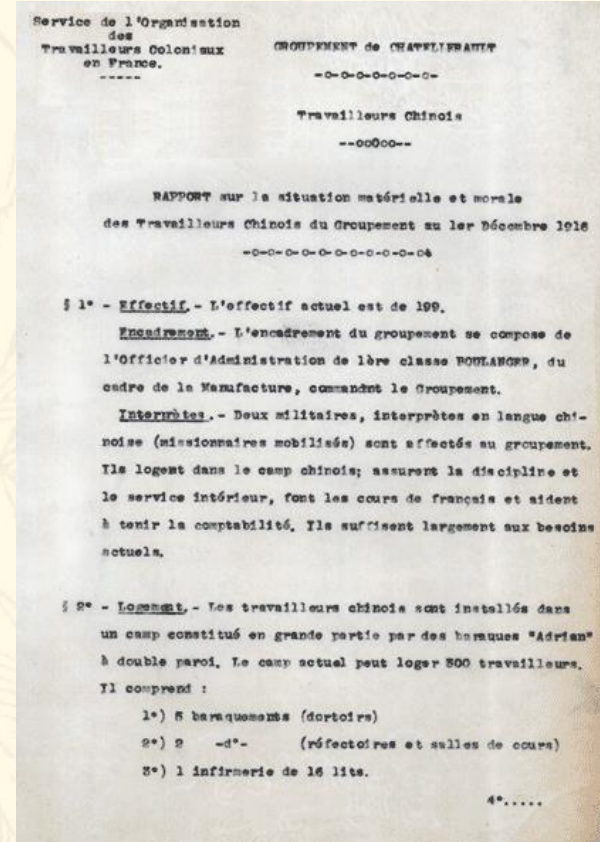 Service de l'Organisation
des
Travailleurs Coloniaux
en France.
-----
GROUPEMENT de CHATELLERAULT
-o-o-o-o-o-o-o-
Travailleurs Chinois
--oo0oo--
RAPPORT sur la situation matérielle et morale
des Travailleurs Chinois du Groupement au 1er Décembre 1916
-o-o-o-o-o-o-o-o-o-o-o
§ 1° - Effectif.- L'effectif actuel est de 199.
Encadrement.- L'encadrement du groupement se compose de
l'Officier d'Administration de 1ère classe BOULANGER, du
cadre de la Manufacture, commandnt le Groupement.
Interprètes.- Deux militaires, interprètes en langue chi-
noise (missionnaires mobilisés) sont affectés au groupement.
Ils logent dans le camp chinois; assurent la discipline et
le service intérieur, font les cours de français et aident
à tenir la comptabilité. Ils suffisent largement aux besoins
actuels.
§ 2° - Logement.- Les travailleurs chinois sont installés dans
un camp constitué en grande partie par des baraques "Adrian"
à double paroi. Le camp actuel peut loger 300 travailleurs.
Il comprend :
1°) 5 baraquements (dortoirs)
2°) 2 -d°- (réfectoires et salles de cours)
3°) 1 infirmerie de 16 lits.
4°.....